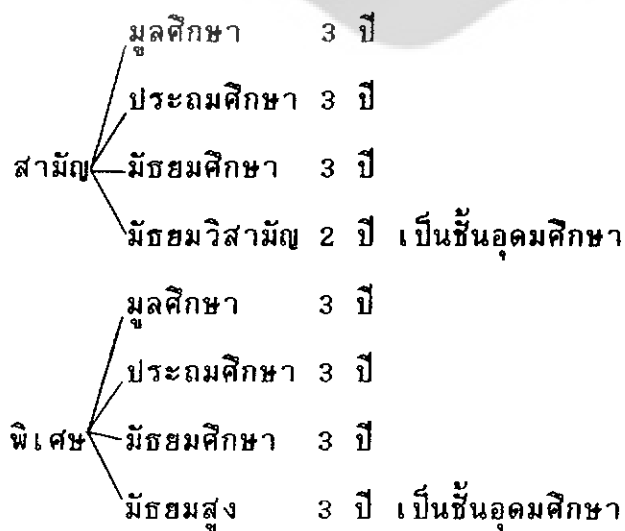 มูลศึกษา 3 ปี
ประถมศึกษา 3 ปี
สามัญ มัธยมศึกษา 3 ปี
มัธยมวิสามัญ 2 ปี เป็นชั้นอุดมศึกษา
มูลศึกษา 3 ปี
ประถมศึกษา 3 ปี
พิเศษ มัธยมศึกษา 3 ปี
มัธยมสูง 3 ปี เป็นชั้นอุดมศึกษา